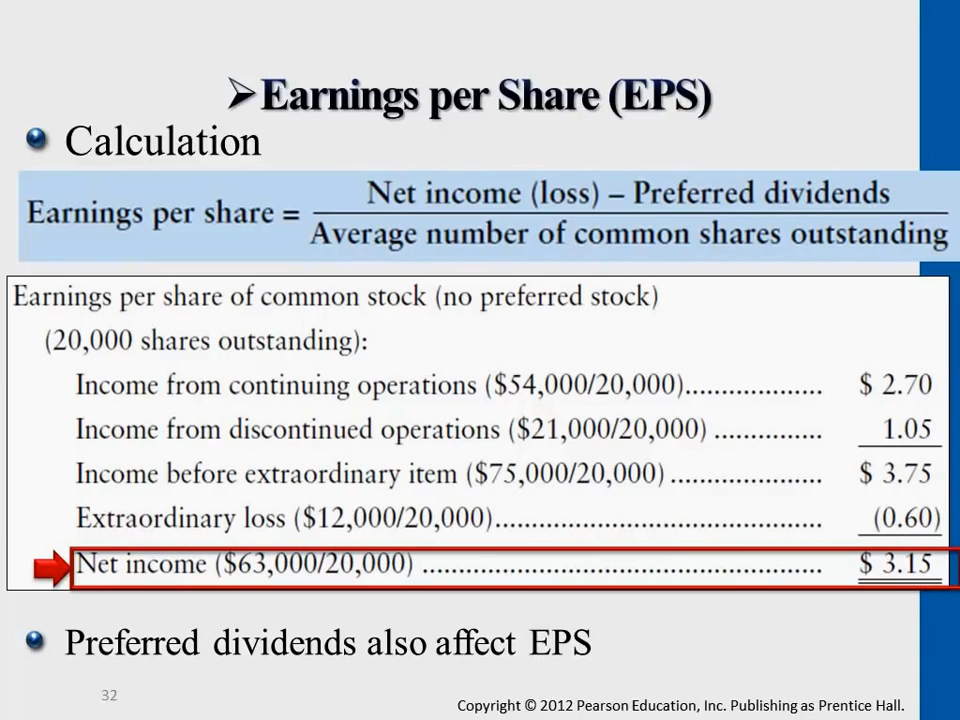 ➢Earnings per Share (EPS)
Calculation
Earnings per share = Net income (loss) – Preferred dividends
Average number of common shares outstanding
Earnings per share of common stock (no preferred stock)
(20,000 shares outstanding):
Income from continuing operations ($54,000/20,000)..................... $ 2.70
Income from discontinued operations ($21,000/20,000) ................ 1.05
Income before extraordinary item ($75,000/20,000)....................... $ 3.75
Extraordinary loss ($12,000/20,000)................................................. (0.60)
Net income ($63,000/20,000) ............................................................ $ 3.15
Preferred dividends also affect EPS
32
Copyright © 2012 Pearson Education, Inc. Publishing as Prentice Hall.